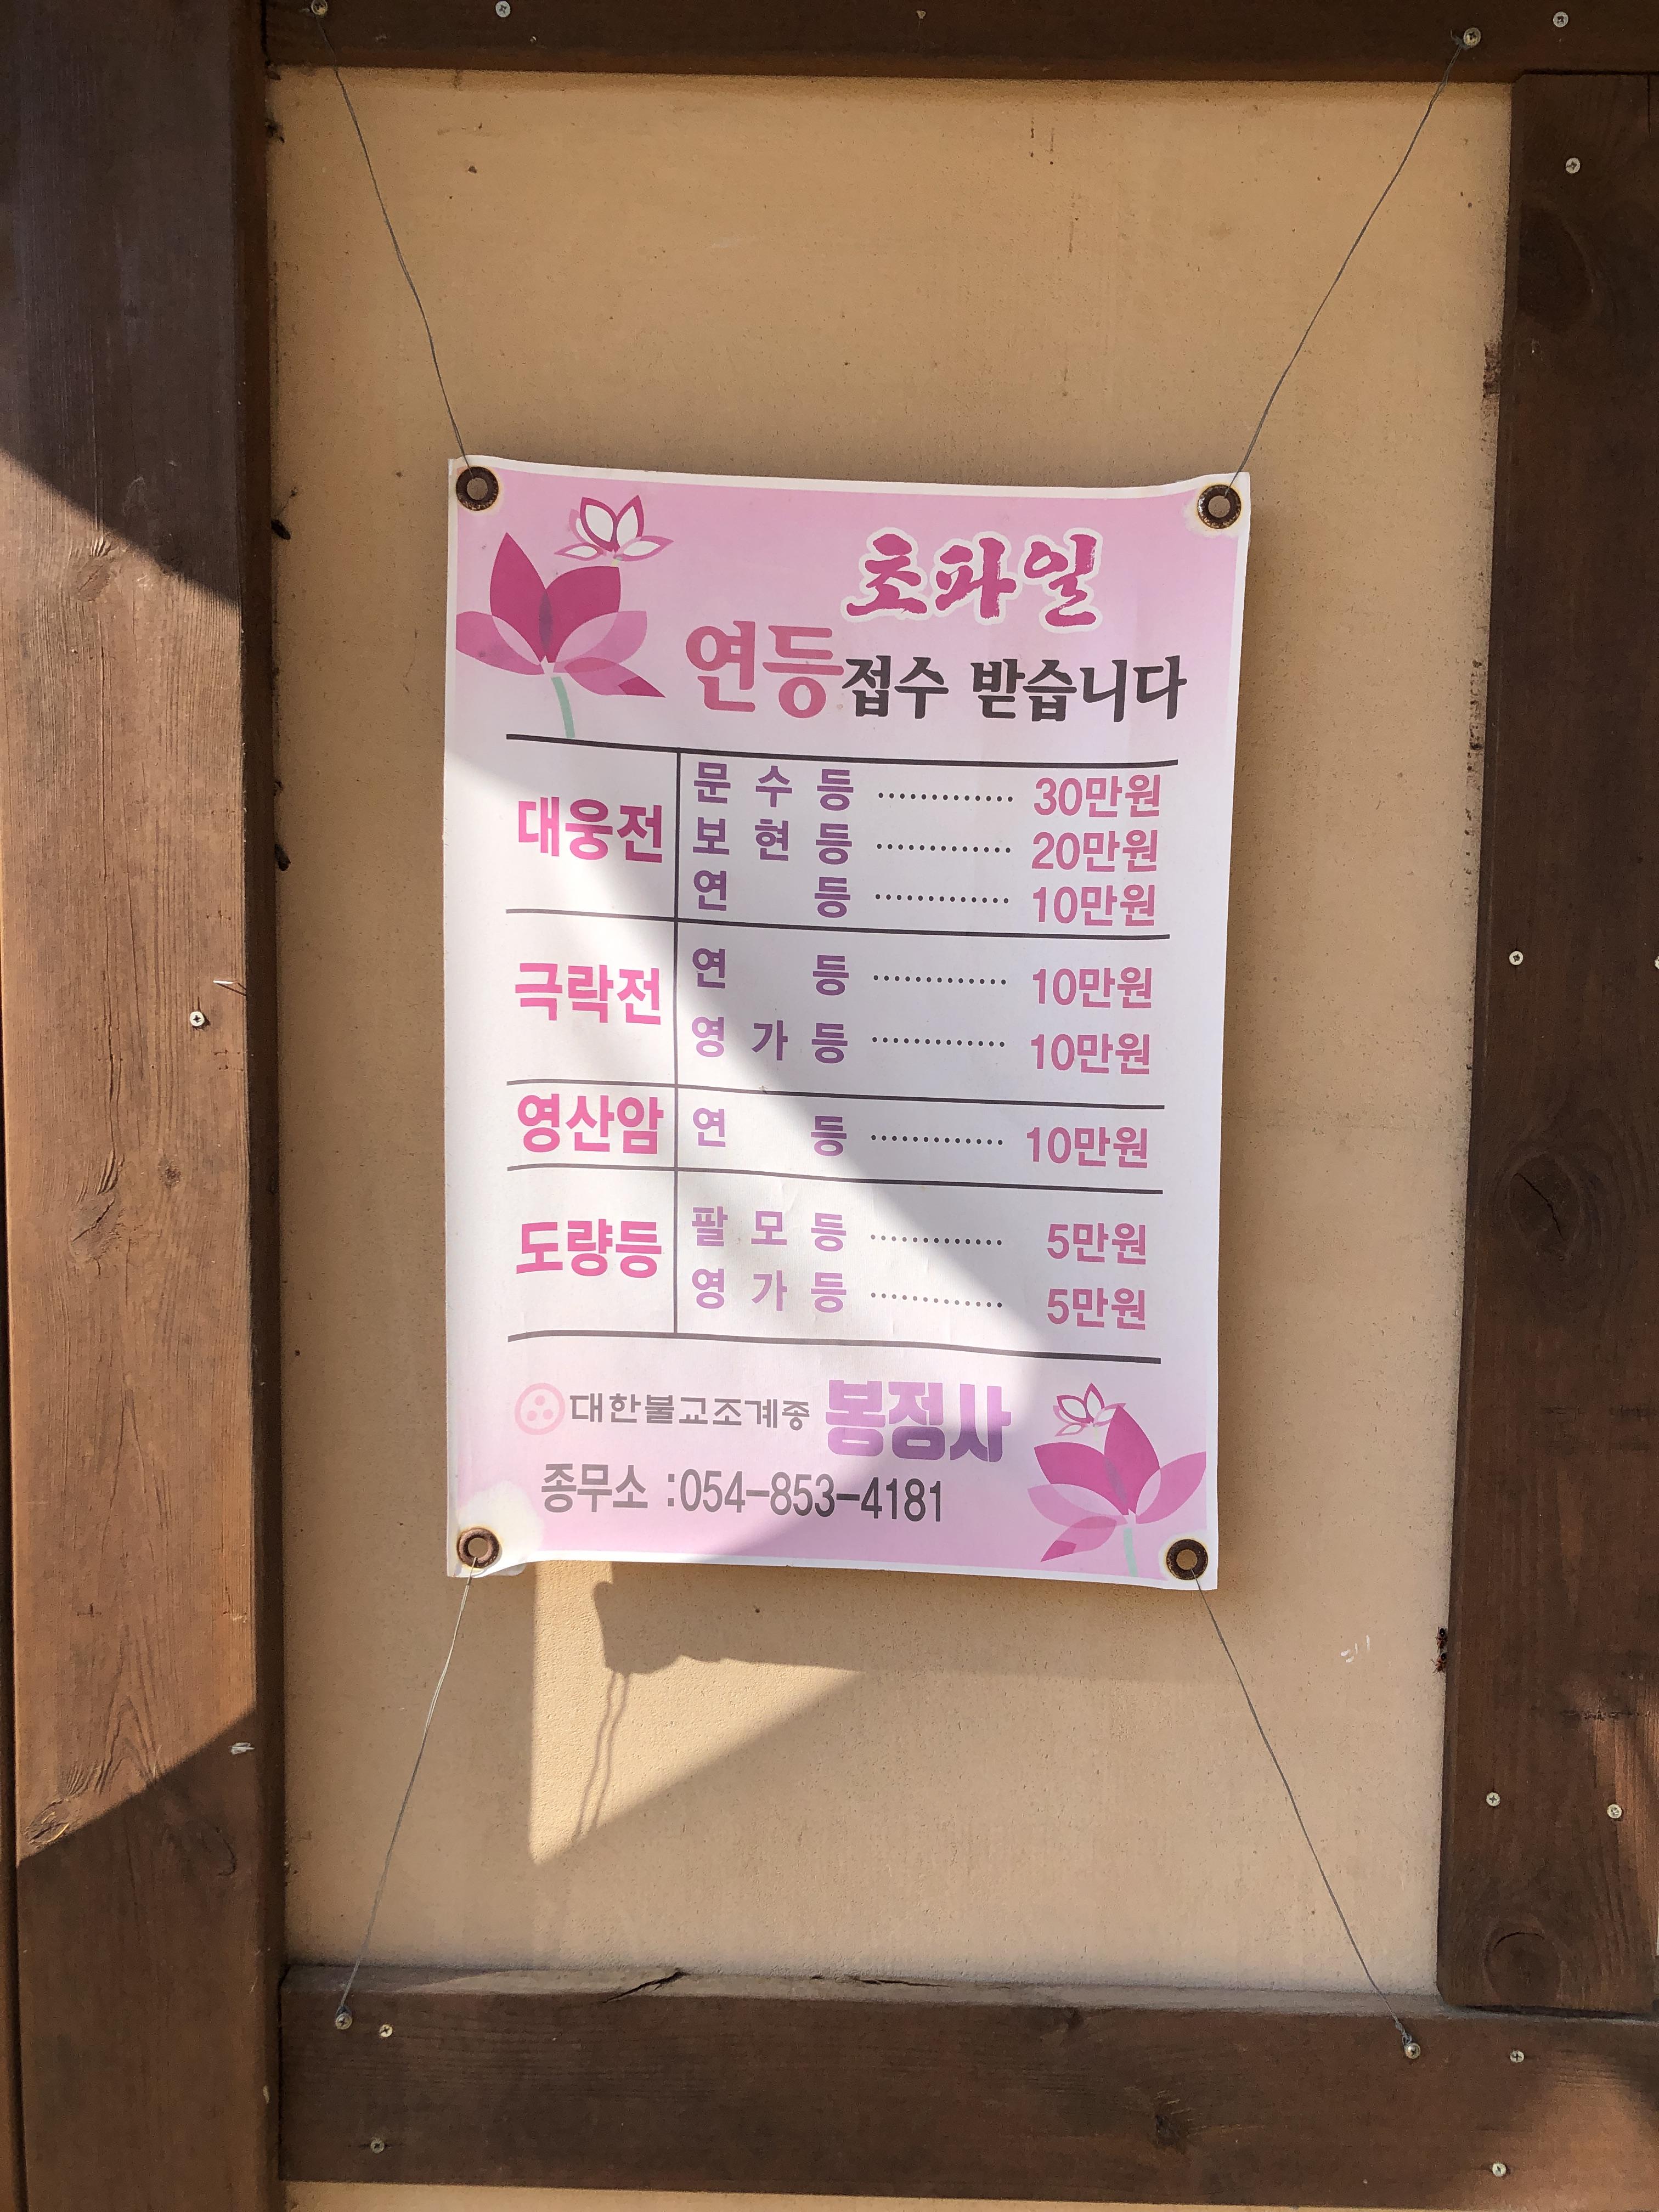 초파일
연등접수 받습니다
대웅전
문수등 ············· 30만원
보현등 ············· 20만원
연 등 ············· 10만원
극락전
연 등 ············· 10만원
영가등 ············· 10만원
영산암
연 등 ············· 10만원
도량등
팔모등 ············· 5만원
영가등 ············· 5만원
대한불교조계종 봉정사
종무소 :054-853-4181